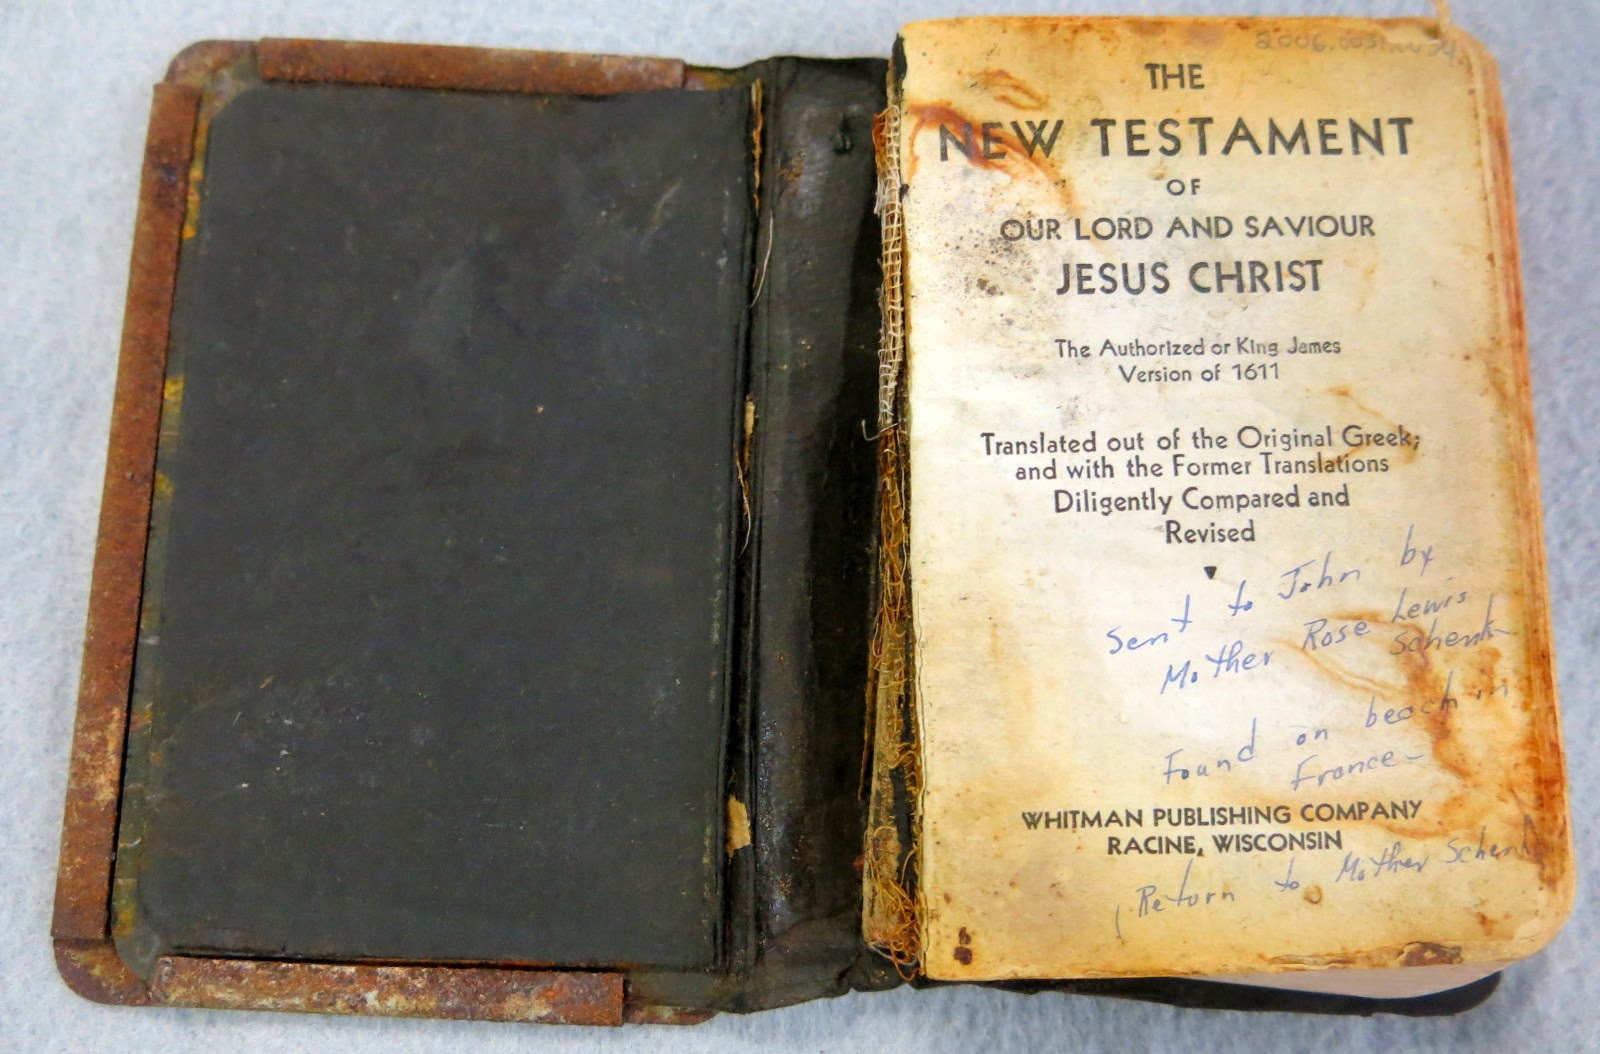 THE
NEW TESTAMENT
OF
OUR LORD AND SAVIOUR
JESUS CHRIST
The Authorized or King James
Version of 1611
Translated out of the Original Greek;
and with the Former Translations
Diligently Compared and
Revised
Sent to John by
Mother Rose Lewis
Schenk
Found on beach in
France-
WHITMAN PUBLISHING COMPANY
RACINE, WISCONSIN
Return to Mother Schenk